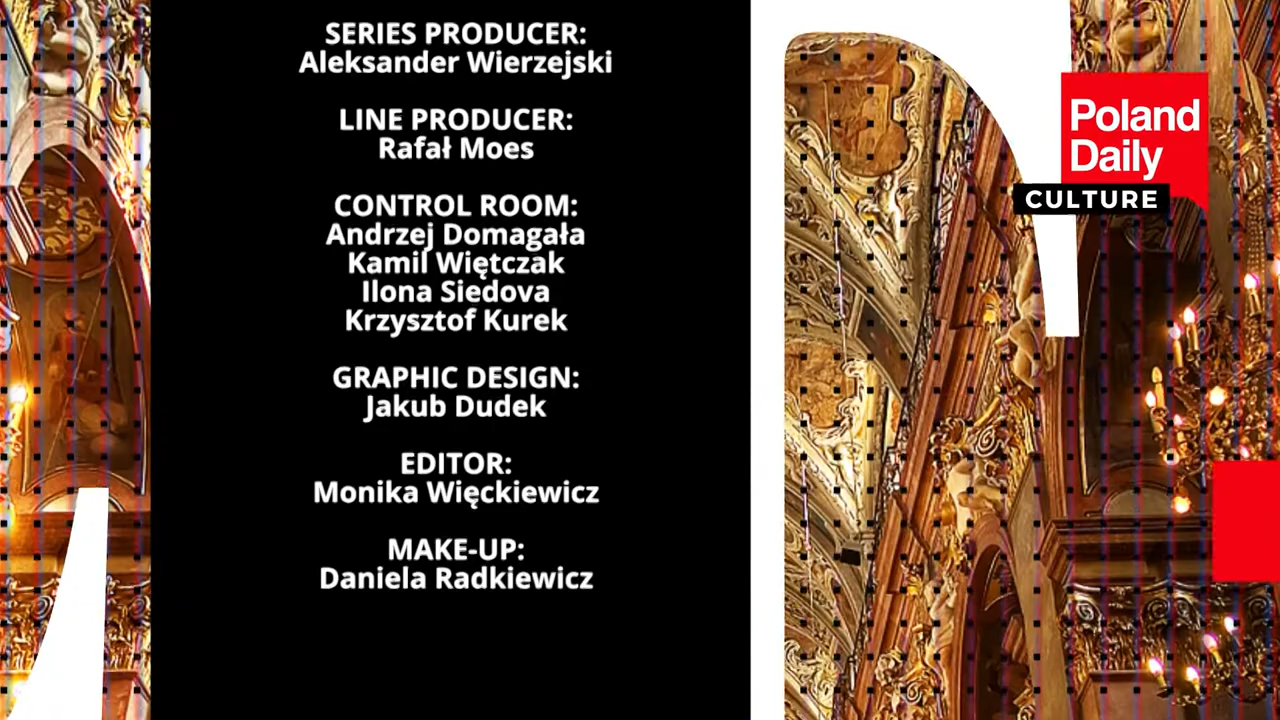 SERIES PRODUCER:
Aleksander Wierzejski
LINE PRODUCER:
Rafał Moes
CONTROL ROOM:
Andrzej Domagała
Kamil Więtczak
Ilona Siedova
Krzysztof Kurek
GRAPHIC DESIGN:
Jakub Dudek
EDITOR:
Monika Więckiewicz
MAKE-UP:
Daniela Radkiewicz
Poland
Daily
CULTURE